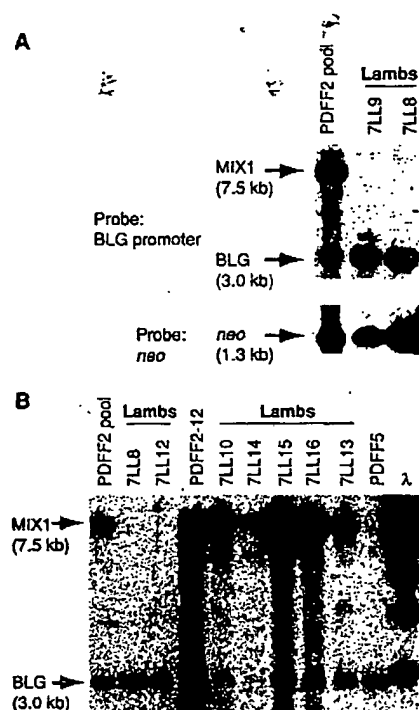 A
PDFF2 pool
Lambs
7LL9
7LL8
MIX1
(7.5 kb)
Probe:
BLG promoter
BLG
(3.0 kb)
Probe:
neo
neo
(1.3 kb)
B
PDFF2 pool
Lambs
7LL8
7LL12
PDFF2-12
Lambs
7LL10
7LL14
7LL15
7LL16
7LL13
PDFF5
λ
MIX1
(7.5 kb)
BLG
(3.0 kb)